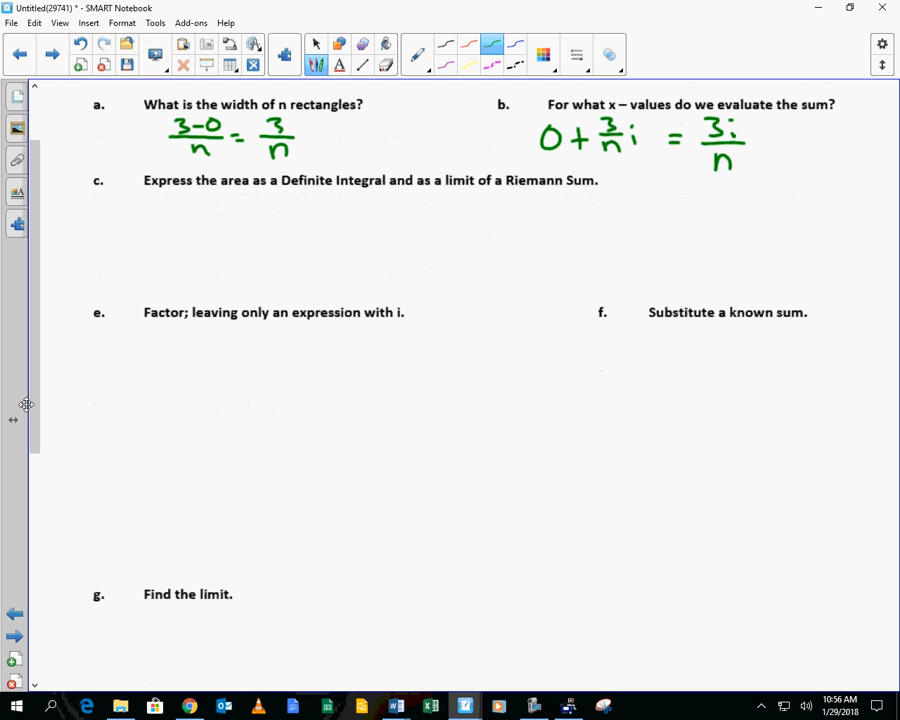 Untitled(29741) * - SMART Notebook
File Edit View Insert Format Tools Add-ons Help
a. What is the width of n rectangles? b. For what x – values do we evaluate the sum?
3-0/n = 3/n 0 + 3/n i = 3i/n
c. Express the area as a Definite Integral and as a limit of a Riemann Sum.
e. Factor; leaving only an expression with i. f. Substitute a known sum.
g. Find the limit.
10:56 AM
1/29/2018